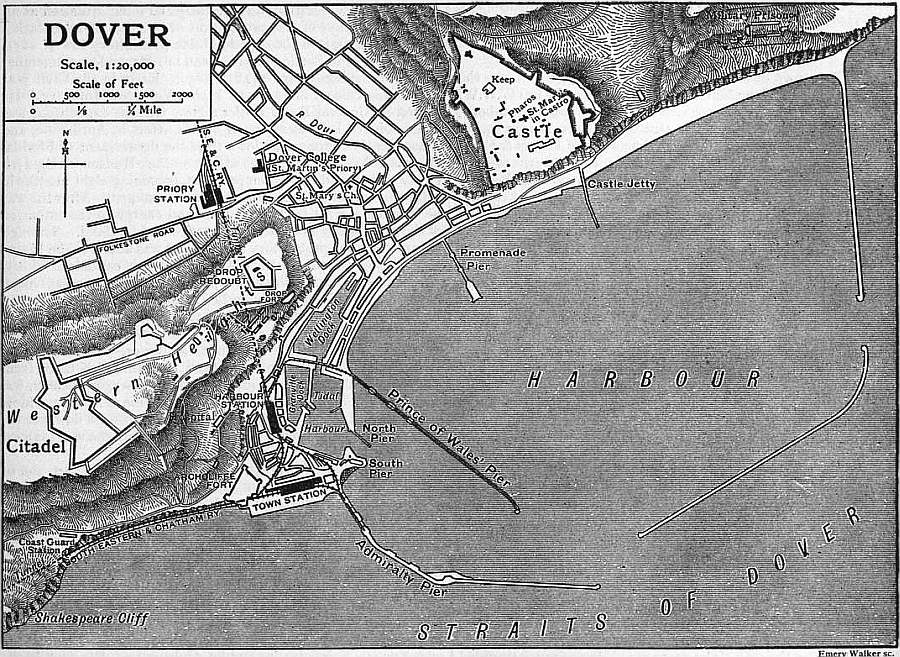 DOVER
Scale, 1:20,000
Scale of Feet
0 500 1000 1500 2000
0 ⅛ ¼ Mile
Military Prison
Keep
Pharos
St. Mary
in Castro
Castle
N
S. E. & C. RY.
R. Dour
Dover College
(St. Martin's Priory)
PRIORY
STATION
St. Mary's Ch.
Castle Jetty
FOLKESTONE ROAD
Promenade
Pier
DROP
REDOUBT
DROP
FORT
Wellington
Dock
HARBOUR
Western Heights
Citadel
HARBOUR
STATION
Granville
Dock
Tidal
Harbour
Hospital
North
Pier
Prince of Wales' Pier
South
Pier
ARCHCLIFFE
FORT
TOWN STATION
SOUTH EASTERN & CHATHAM RY.
Coast Guard
Station
Tunnel
Admiralty Pier
Shakespeare Cliff
STRAITS OF DOVER
Emery Walker sc.